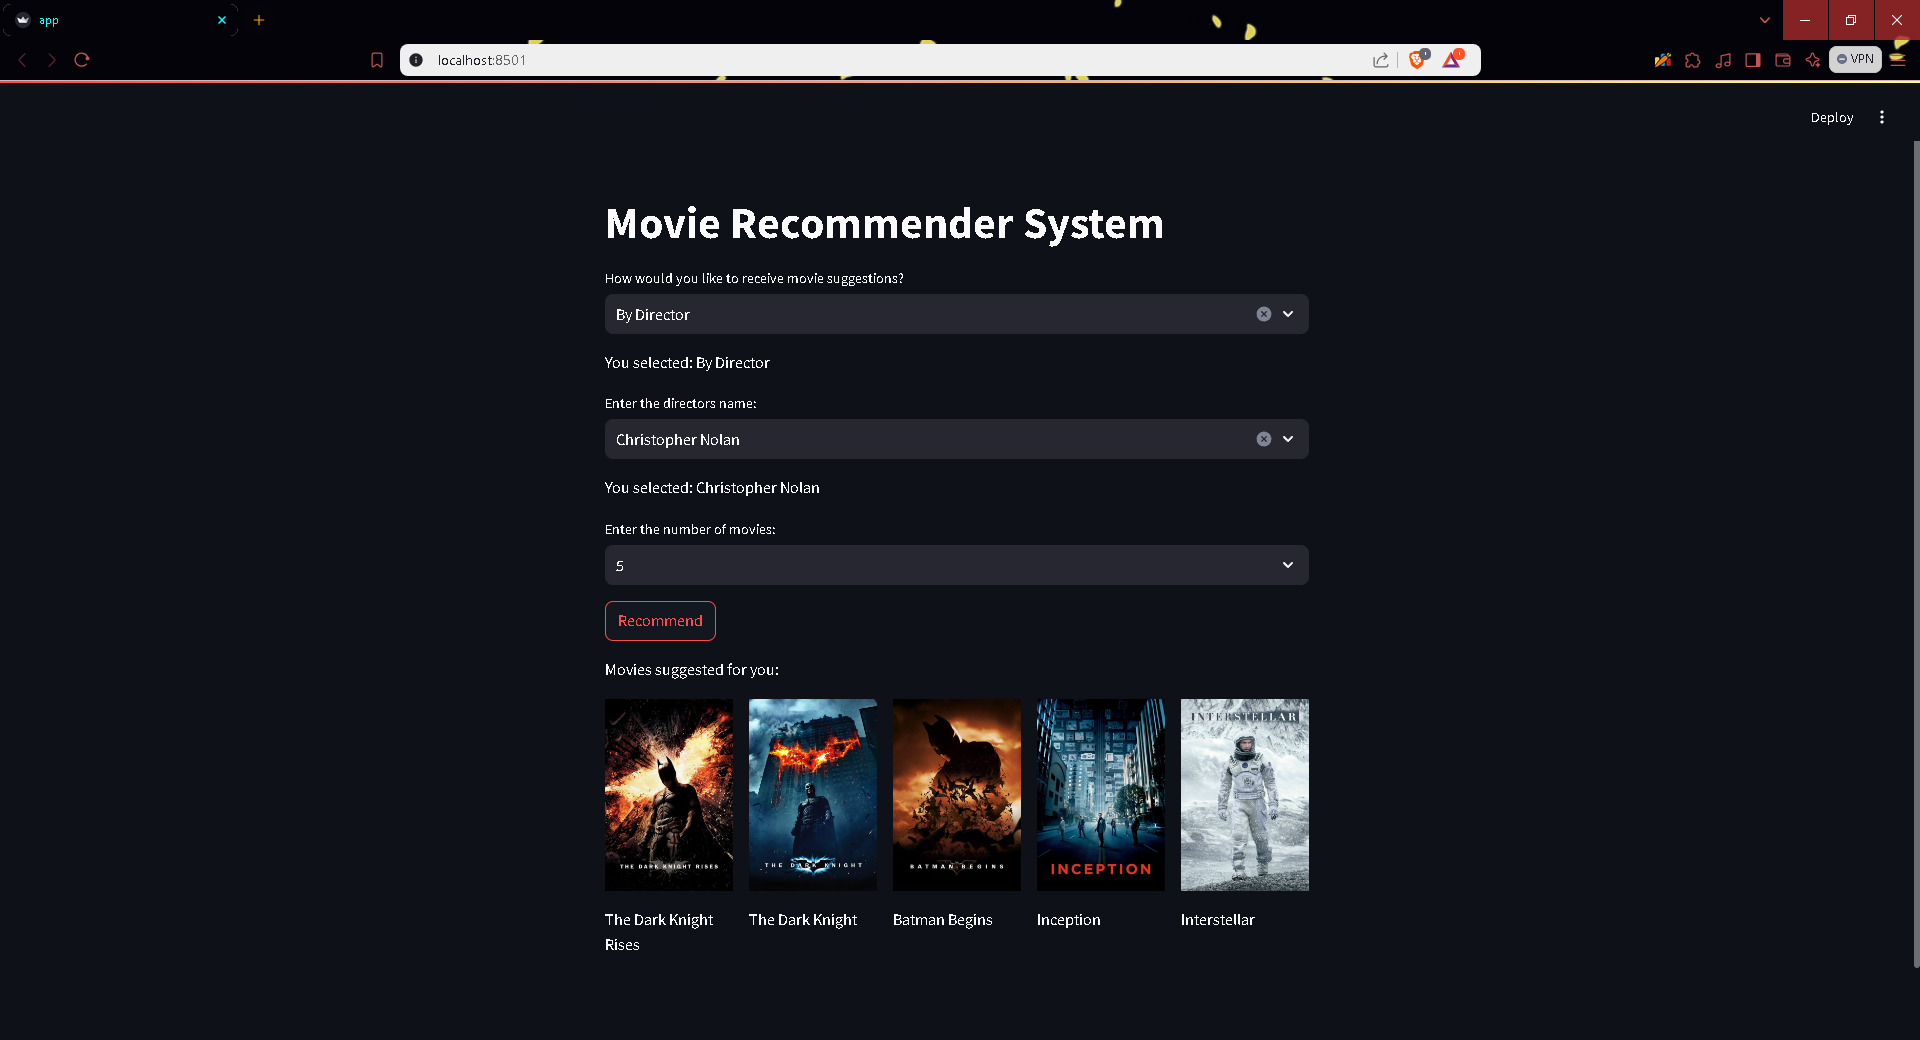 app
localhost:8501
VPN
Deploy
Movie Recommender System
How would you like to receive movie suggestions?
By Director
You selected: By Director
Enter the directors name:
Christopher Nolan
You selected: Christopher Nolan
Enter the number of movies:
5
Recommend
Movies suggested for you:
THE DARK KNIGHT RISES
THE DARK KNIGHT
BATMAN BEGINS
INCEPTION
INTERSTELLAR
The Dark Knight
Rises
The Dark Knight
Batman Begins
Inception
Interstellar